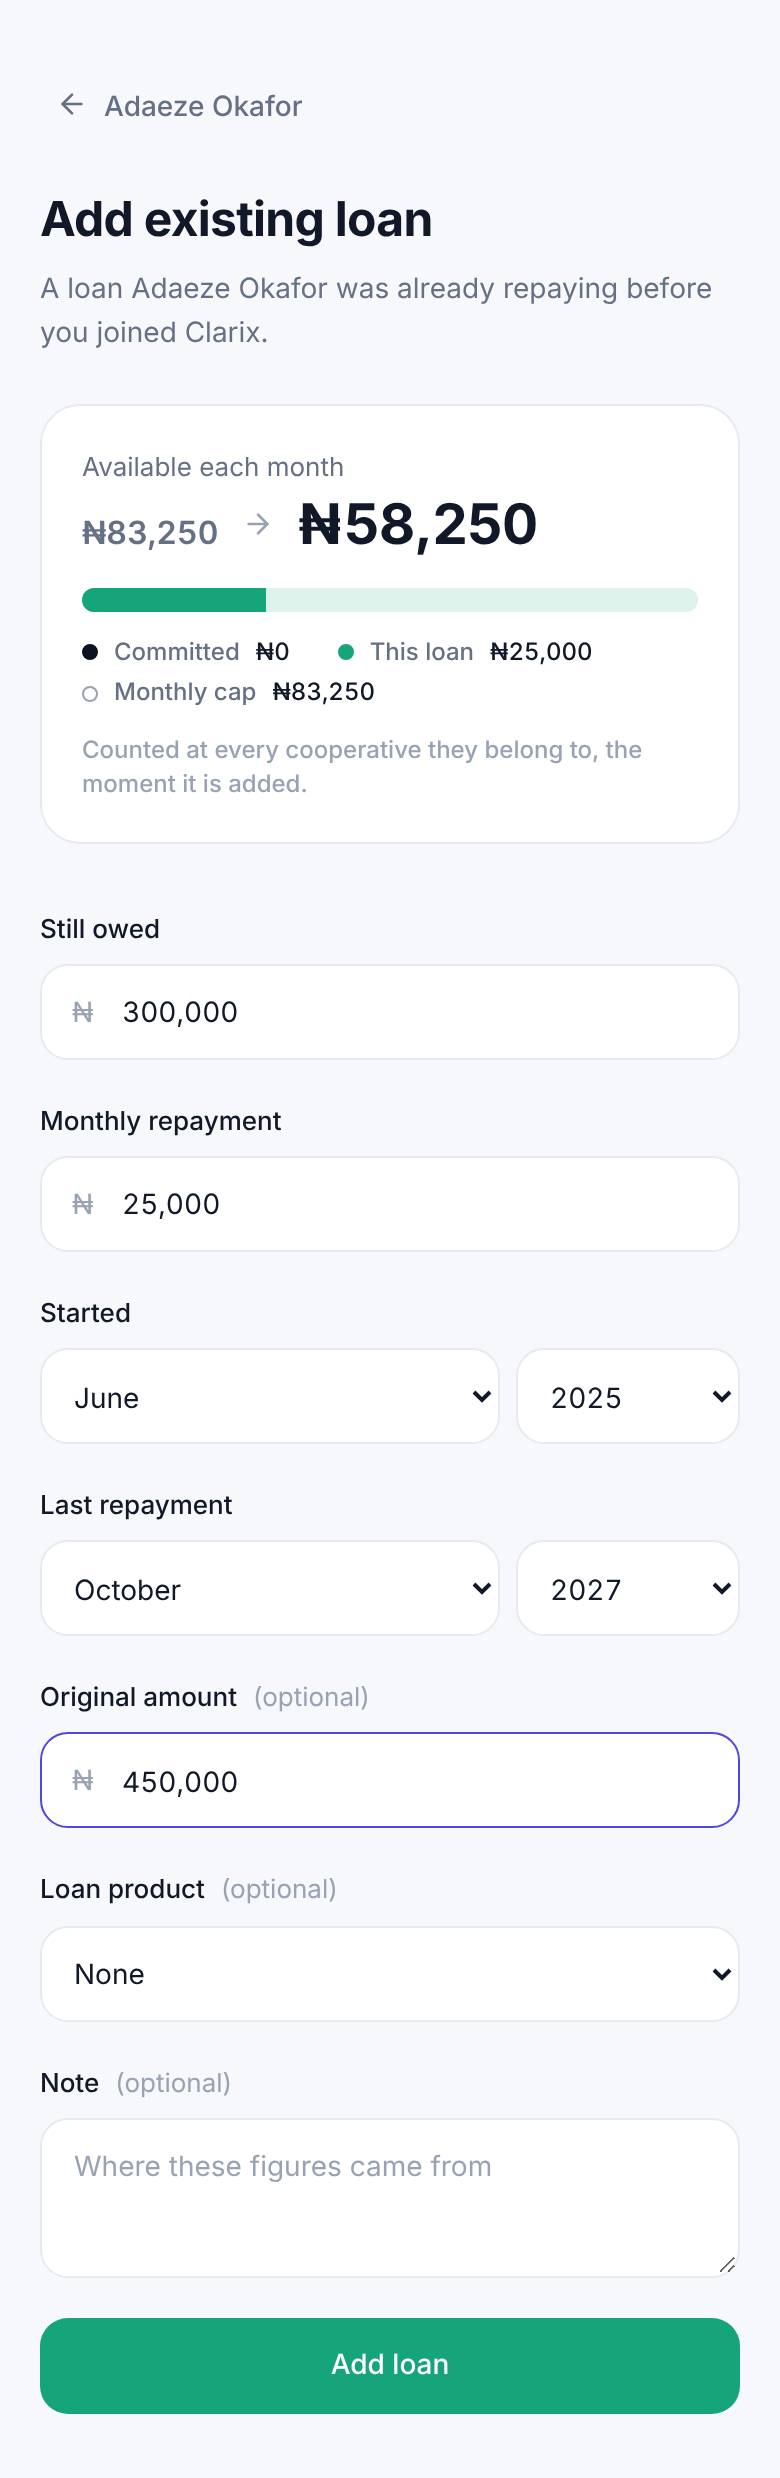 Adaeze Okafor
Add existing loan
A loan Adaeze Okafor was already repaying before
you joined Clarix.
Available each month
₦83,250 → ₦58,250
Committed ₦0 This loan ₦25,000
Monthly cap ₦83,250
Counted at every cooperative they belong to, the
moment it is added.
Still owed
₦ 300,000
Monthly repayment
₦ 25,000
Started
June 2025
Last repayment
October 2027
Original amount (optional)
₦ 450,000
Loan product (optional)
None
Note (optional)
Where these figures came from
Add loan